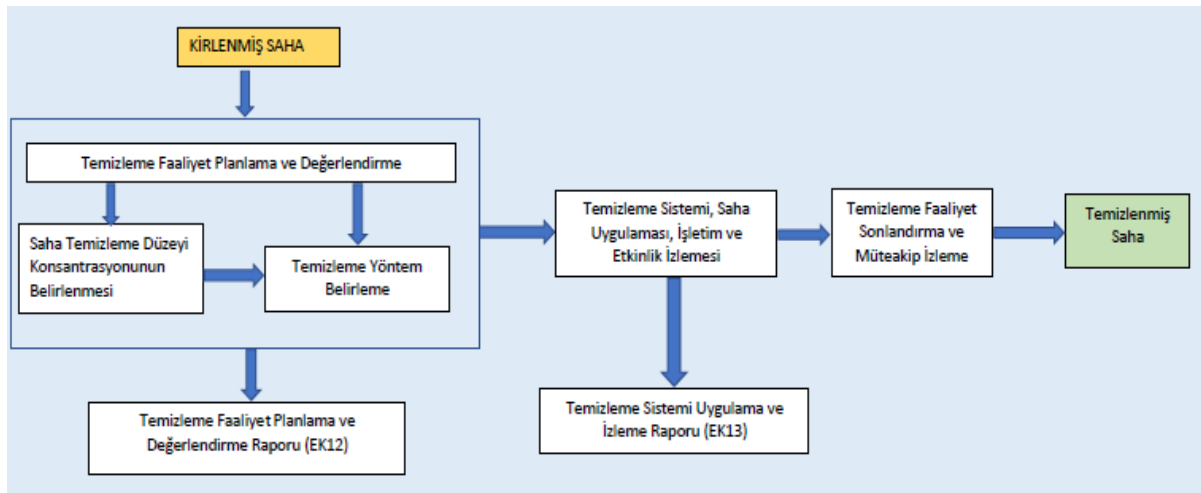 KİRLENMİŞ SAHA
Temizleme Faaliyet Planlama ve Değerlendirme
Saha Temizleme Düzeyi
Konsantrasyonunun
Belirlenmesi
Temizleme Yöntem
Belirleme
Temizleme Sistemi, Saha
Uygulaması, İşletim ve
Etkinlik İzlemesi
Temizleme Faaliyet
Sonlandırma ve
Müteakip İzleme
Temizlenmiş
Saha
Temizleme Faaliyet Planlama ve
Değerlendirme Raporu (EK12)
Temizleme Sistemi Uygulama ve
İzleme Raporu (EK13)